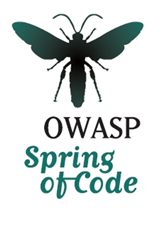 OWASP
Spring
of Code